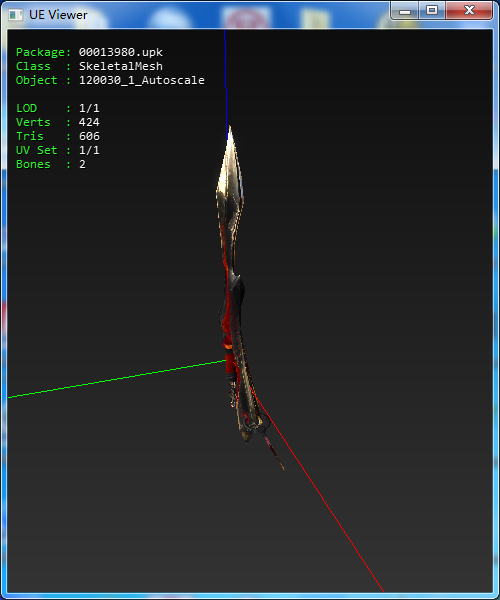 UE Viewer
Package: 00013980.upk
Class  : SkeletalMesh
Object : 120030_1_Autoscale
LOD    : 1/1
Verts  : 424
Tris   : 606
UV Set : 1/1
Bones  : 2